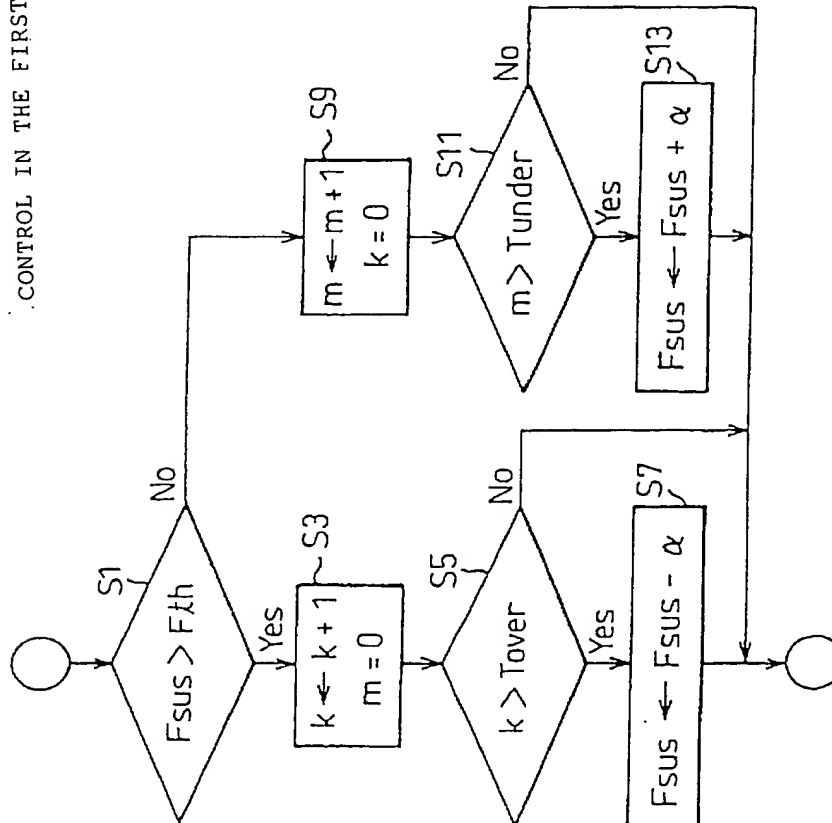 CONTROL IN THE FIRST
S1
Fsus > Fth
No
Yes
S3
k ← k + 1
m = 0
S5
k > Tover
No
Yes
S7
Fsus ← Fsus - α
S9
m ← m + 1
k = 0
S11
m > Tunder
No
Yes
S13
Fsus ← Fsus + α